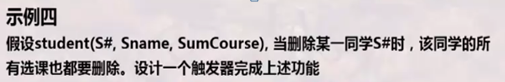 示例四
假设student(S#, Sname, SumCourse), 当删除某一同学S#时，该同学的所
有选课也都要删除。设计一个触发器完成上述功能